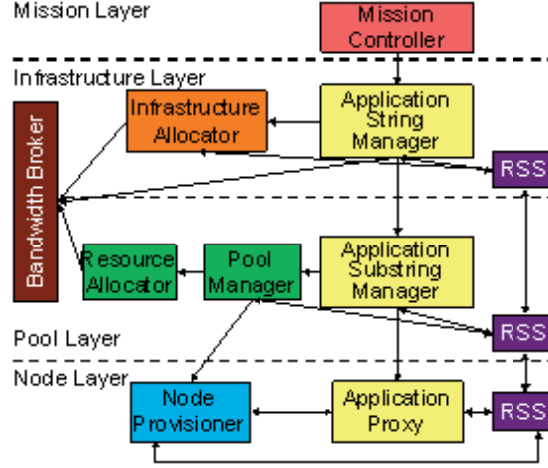 Mission Layer
Mission
Controller
Infrastructure Layer
Infrastructure
Allocator
Application
String
Manager
RSS
Bandwidth Broker
Resource
Allocator
Pool
Manager
Application
Substring
Manager
Pool Layer
RSS
Node Layer
Node
Provisioner
Application
Proxy
RSS